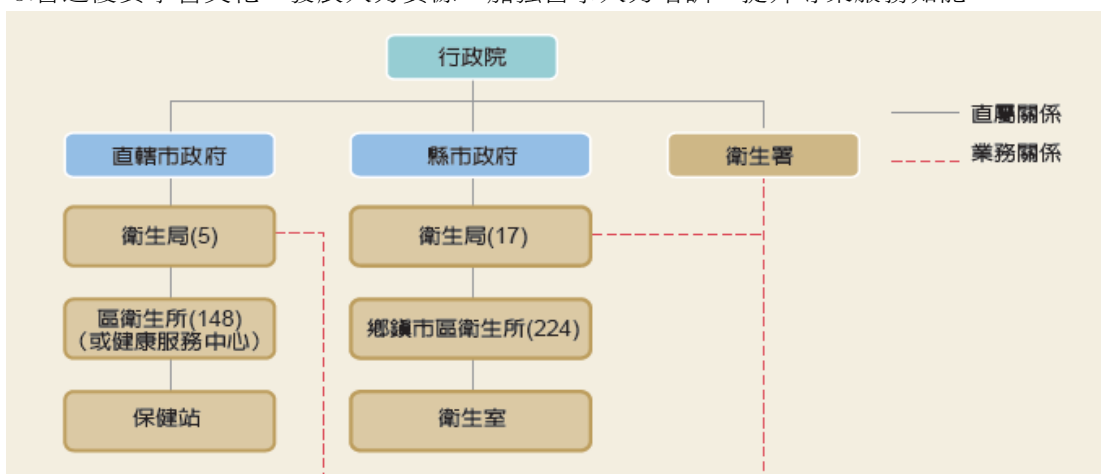 行政院
直屬關係
業務關係
直轄市政府
縣市政府
衛生署
衛生局(5)
衛生局(17)
區衛生所(148)
（或健康服務中心）
鄉鎮市區衛生所(224)
保健站
衛生室